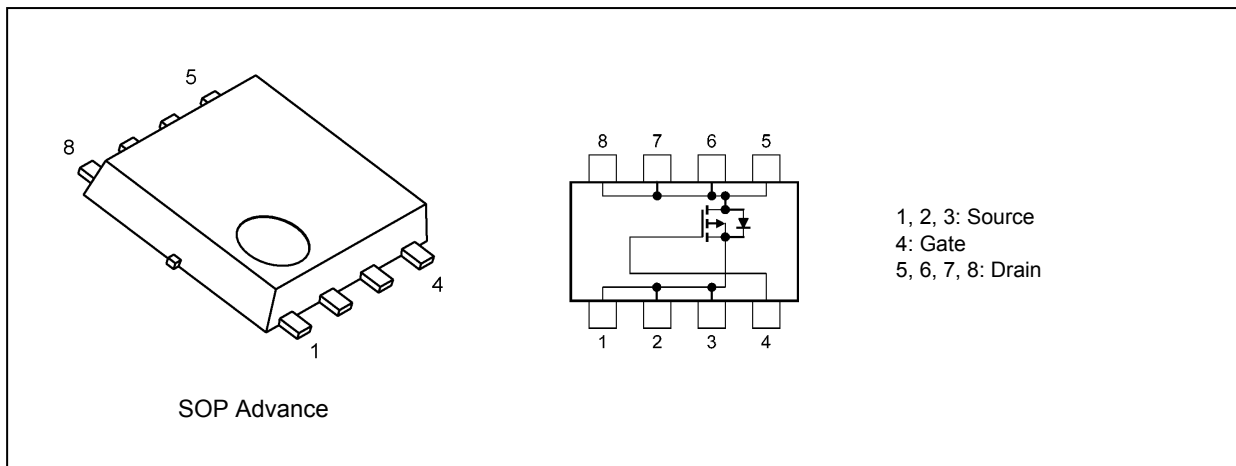 5
8
4
1
SOP Advance
8 7 6 5
1 2 3 4
1, 2, 3: Source
4: Gate
5, 6, 7, 8: Drain